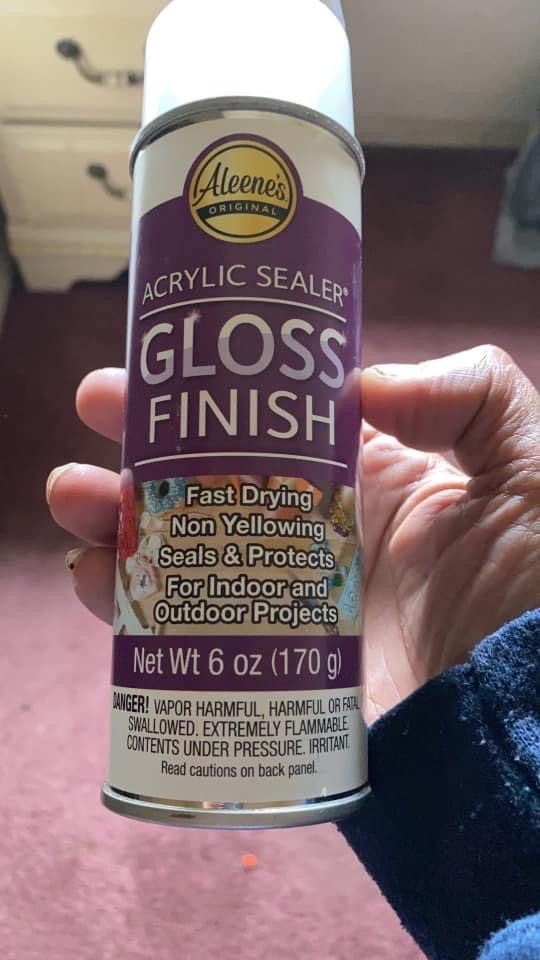 Aleene's
ORIGINAL
ACRYLIC SEALER®
GLOSS
FINISH
Fast Drying
Non Yellowing
Seals & Protects
For Indoor and
Outdoor Projects
Net Wt 6 oz (170 g)
DANGER! VAPOR HARMFUL, HARMFUL OR FATAL
SWALLOWED. EXTREMELY FLAMMABLE.
CONTENTS UNDER PRESSURE. IRRITANT.
Read cautions on back panel.